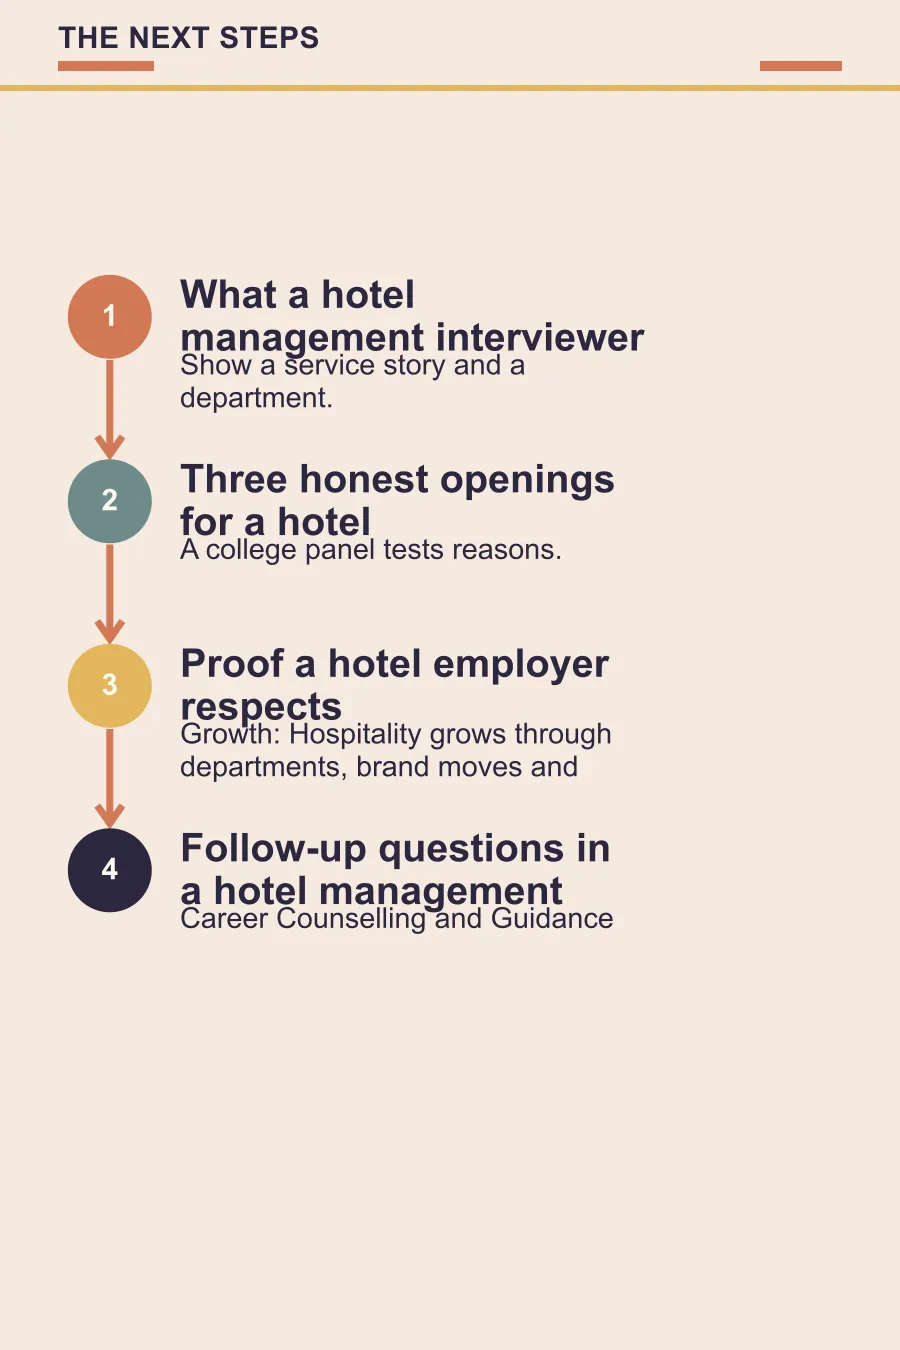 THE NEXT STEPS
1
What a hotel
management interviewer
Show a service story and a
department.
2
Three honest openings
for a hotel
A college panel tests reasons.
3
Proof a hotel employer
respects
Growth: Hospitality grows through
departments, brand moves and
4
Follow-up questions in
a hotel management
Career Counselling and Guidance